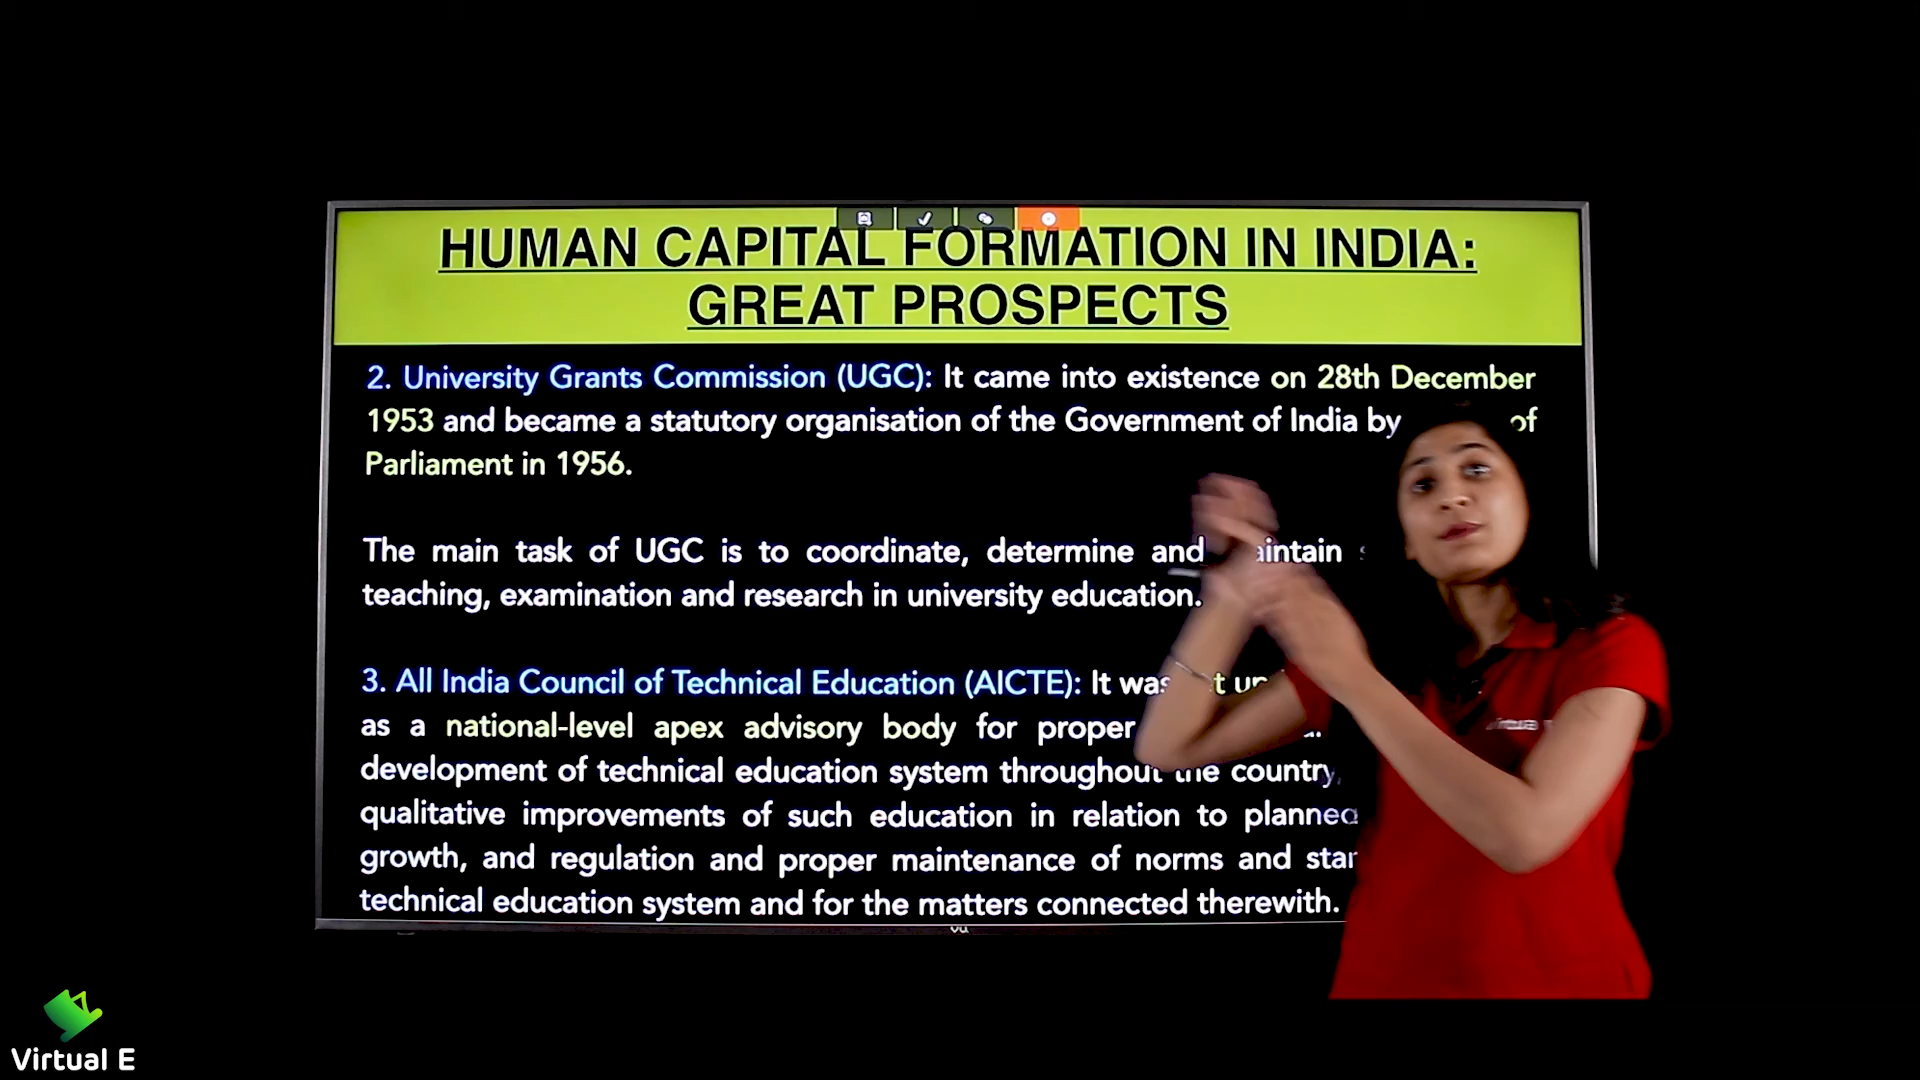 HUMAN CAPITAL FORMATION IN INDIA:
GREAT PROSPECTS
2. University Grants Commission (UGC): It came into existence on 28th December
1953 and became a statutory organisation of the Government of India by of
Parliament in 1956.
The main task of UGC is to coordinate, determine and
teaching, examination and research in university education.
3. All India Council of Technical Education (AICTE): It was
as a national-level apex advisory body for proper
development of technical education system throughout the country,
qualitative improvements of such education in relation to planned
growth, and regulation and proper maintenance of norms and
technical education system and for the matters connected therewith.
Virtual E